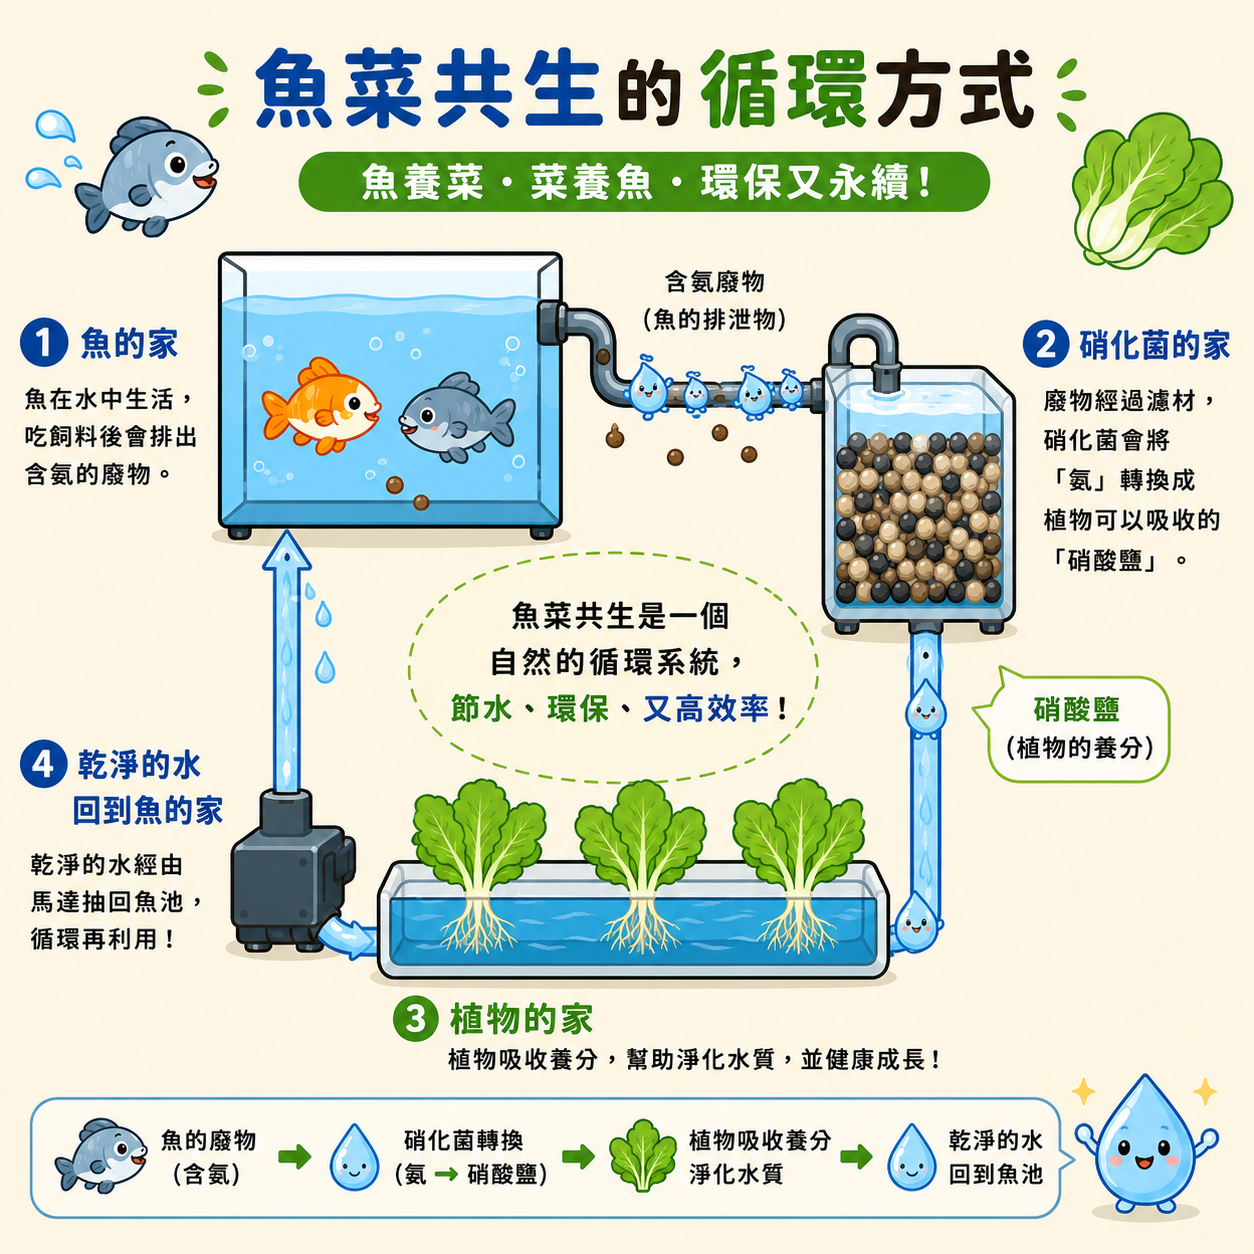 魚菜共生的循環方式
魚養菜・菜養魚・環保又永續!
含氨廢物
(魚的排泄物)
1 魚的家
魚在水中生活,
吃飼料後會排出
含氨的廢物。
2 硝化菌的家
廢物經過濾材,
硝化菌會將
「氨」轉換成
植物可以吸收的
「硝酸鹽」。
魚菜共生是一個
自然的循環系統,
節水、環保、又高效率!
硝酸鹽
(植物的養分)
4 乾淨的水
回到魚的家
乾淨的水經由
馬達抽回魚池,
循環再利用!
3 植物的家
植物吸收養分,幫助淨化水質,並健康成長!
魚的廢物
(含氨)
硝化菌轉換
(氨→硝酸鹽)
植物吸收養分
淨化水質
乾淨的水
回到魚池